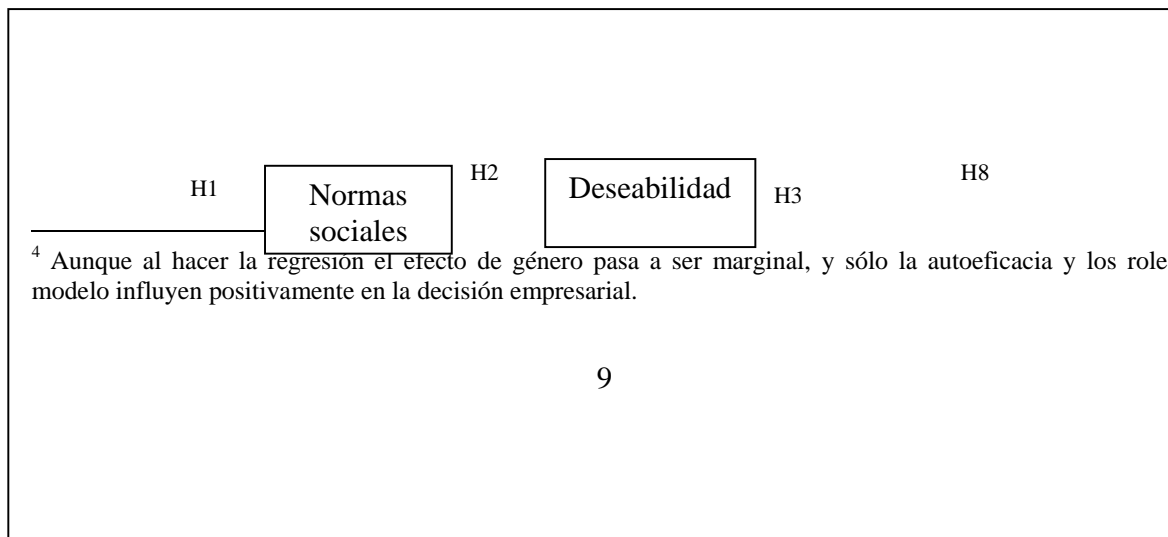 H1
Normas
sociales
H2
Deseabilidad
H3
H8
4 Aunque al hacer la regresión el efecto de género pasa a ser marginal, y sólo la autoeficacia y los role
modelo influyen positivamente en la decisión empresarial.
9